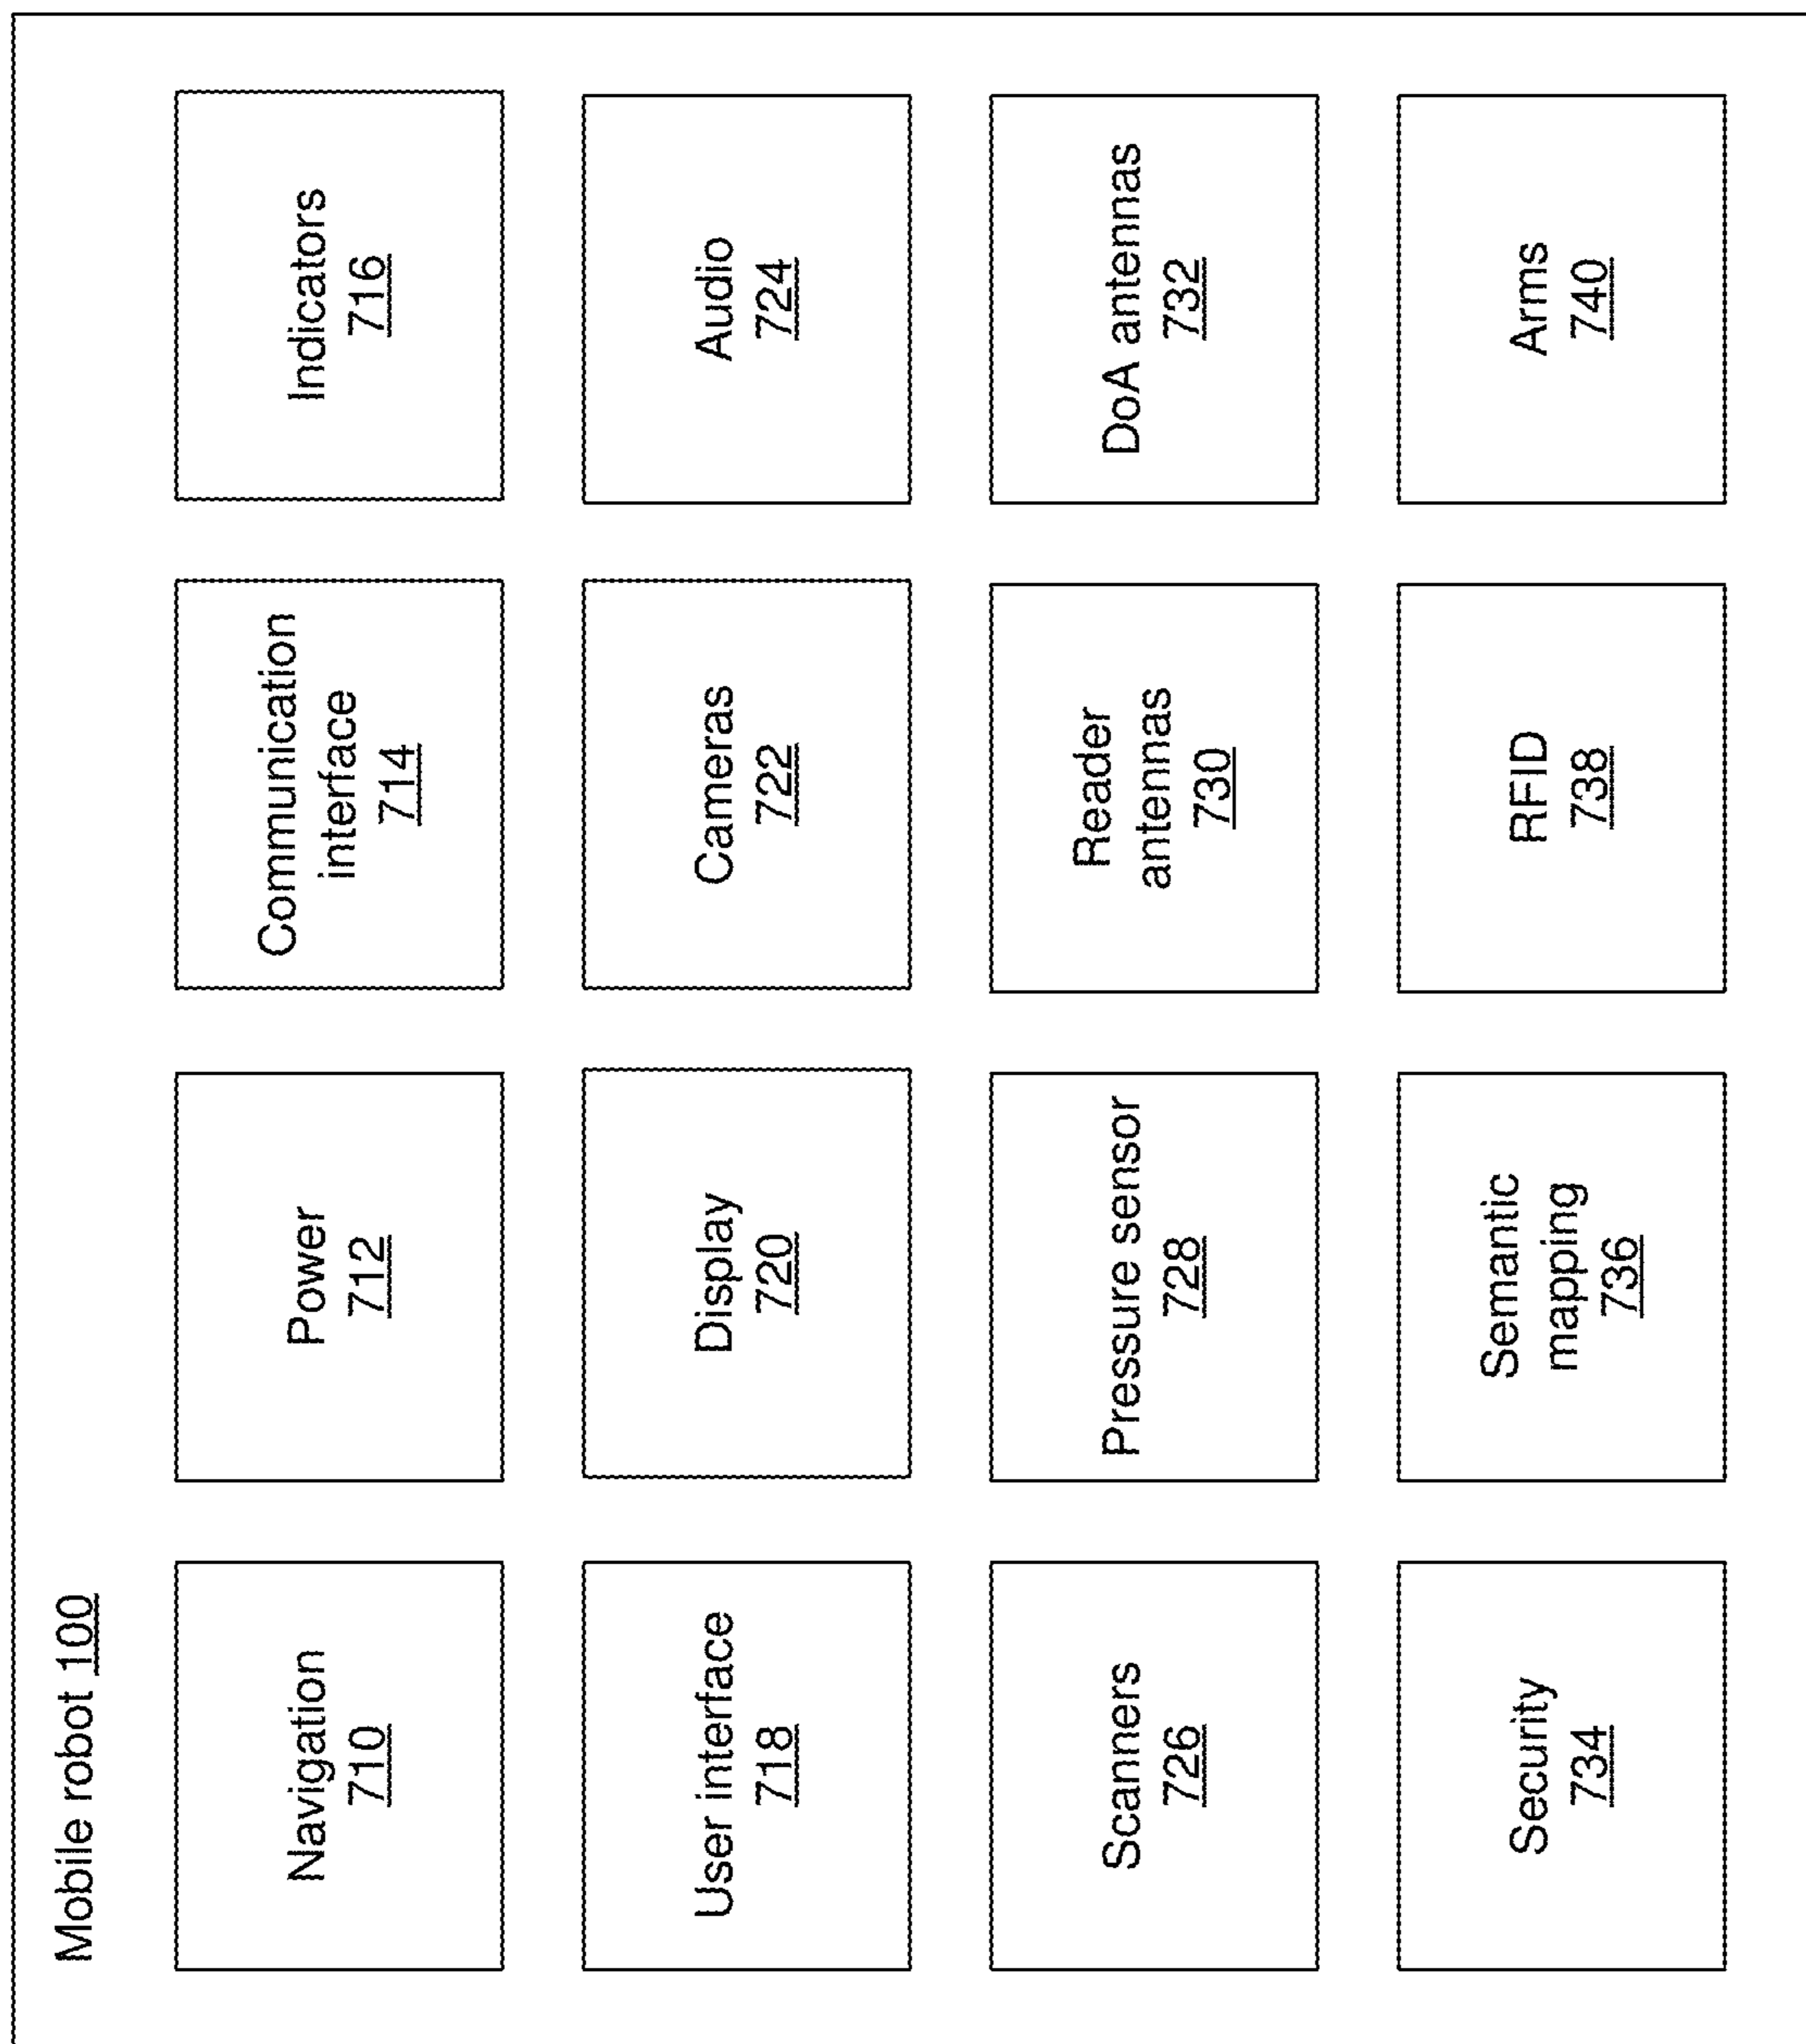 Mobile robot 100
Navigation
710
Power
712
Communication
interface
714
Indicators
716
User interface
718
Display
720
Cameras
722
Audio
724
Scanners
726
Pressure sensor
728
Reader
antennas
730
DoA antennas
732
Security
734
Semantic
mapping
736
RFID
738
Arms
740